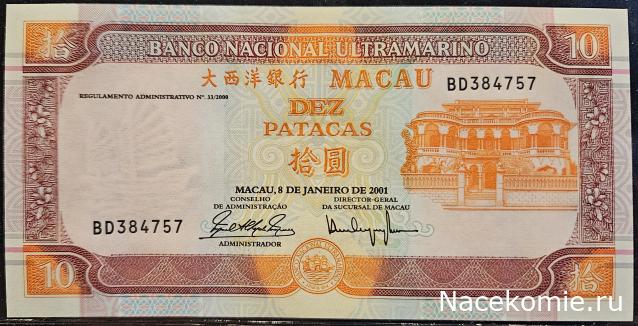 拾 BANCO NACIONAL ULTRAMARINO 10
大西洋銀行 MACAU BD384757
REGULAMENTO ADMINISTRATIVO Nº. 33/2000
DEZ
PATACAS
拾圓
MACAU, 8 DE JANEIRO DE 2001
CONSELHO DE ADMINISTRAÇÃO
DIRECTOR-GERAL DA SUCURSAL DE MACAU
BD384757
ADMINISTRADOR
10 拾
Nacekomie.ru